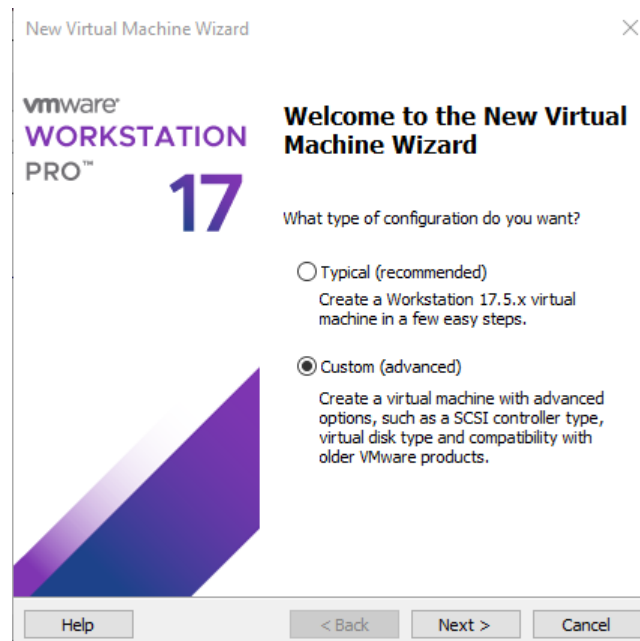 New Virtual Machine Wizard
vmware®
WORKSTATION
PRO™
17
Welcome to the New Virtual
Machine Wizard
What type of configuration do you want?
Typical (recommended)
Create a Workstation 17.5.x virtual
machine in a few easy steps.
Custom (advanced)
Create a virtual machine with advanced
options, such as a SCSI controller type,
virtual disk type and compatibility with
older VMware products.
Help
< Back
Next >
Cancel